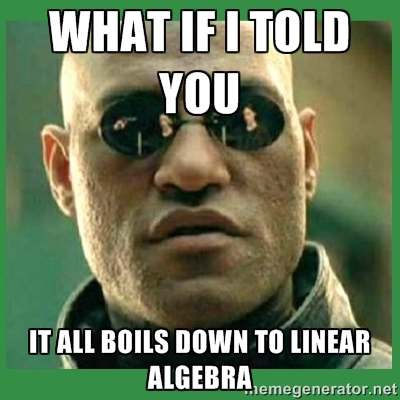 WHAT IF I TOLD
YOU
IT ALL BOILS DOWN TO LINEAR
ALGEBRA
memegenerator.net